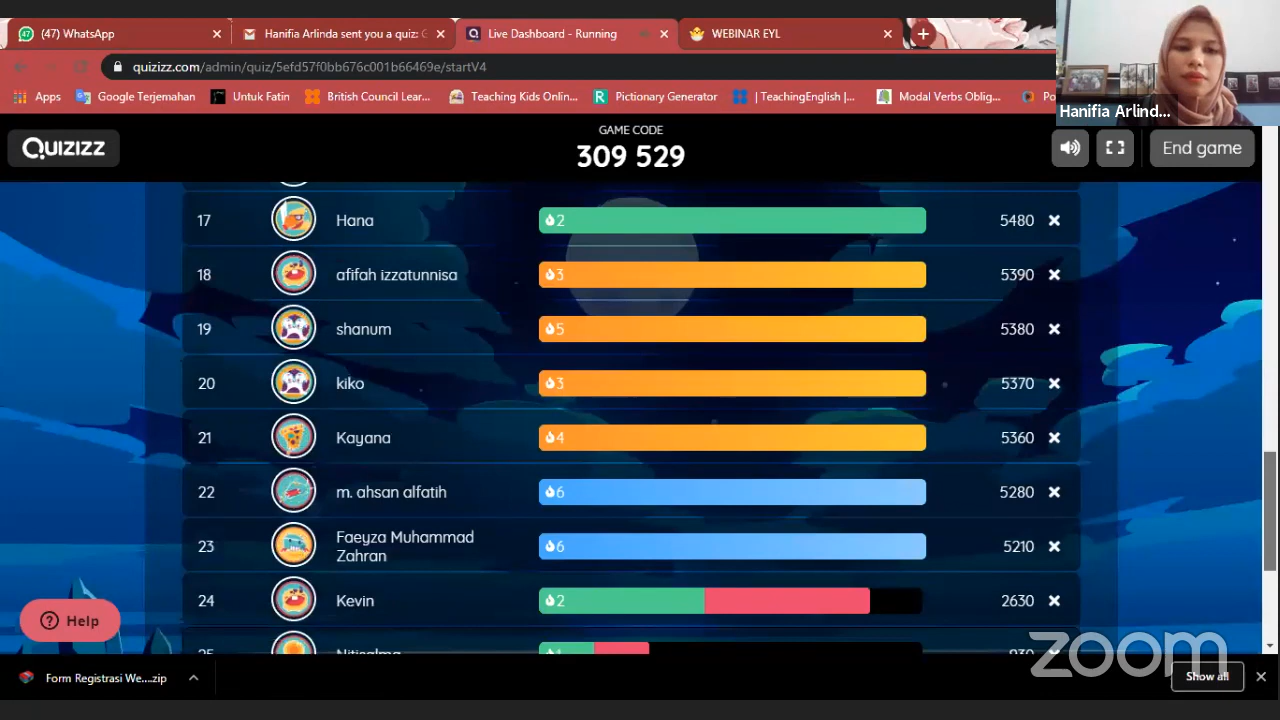 (47) WhatsApp
Hanifia Arlinda sent you a quiz: G
Live Dashboard - Running
WEBINAR EYL
quizizz.com/admin/quiz/5efd57f0bb676c001b66469e/startV4
Apps
Google Terjemahan
Untuk Fatin
British Council Lear...
Teaching Kids Onlin...
Pictionary Generator
| TeachingEnglish |...
Modal Verbs Oblig...
Po
Hanifia Arlind...
Quizizz
GAME CODE
309 529
End game
17 Hana 2 5480
18 afifah izzatunnisa 3 5390
19 shanum 5 5380
20 kiko 3 5370
21 Kayana 4 5360
22 m. ahsan alfatih 6 5280
23 Faeyza Muhammad
Zahran 6 5210
24 Kevin 2 2630
Help
zoom
Form Registrasi We....zip
Show all